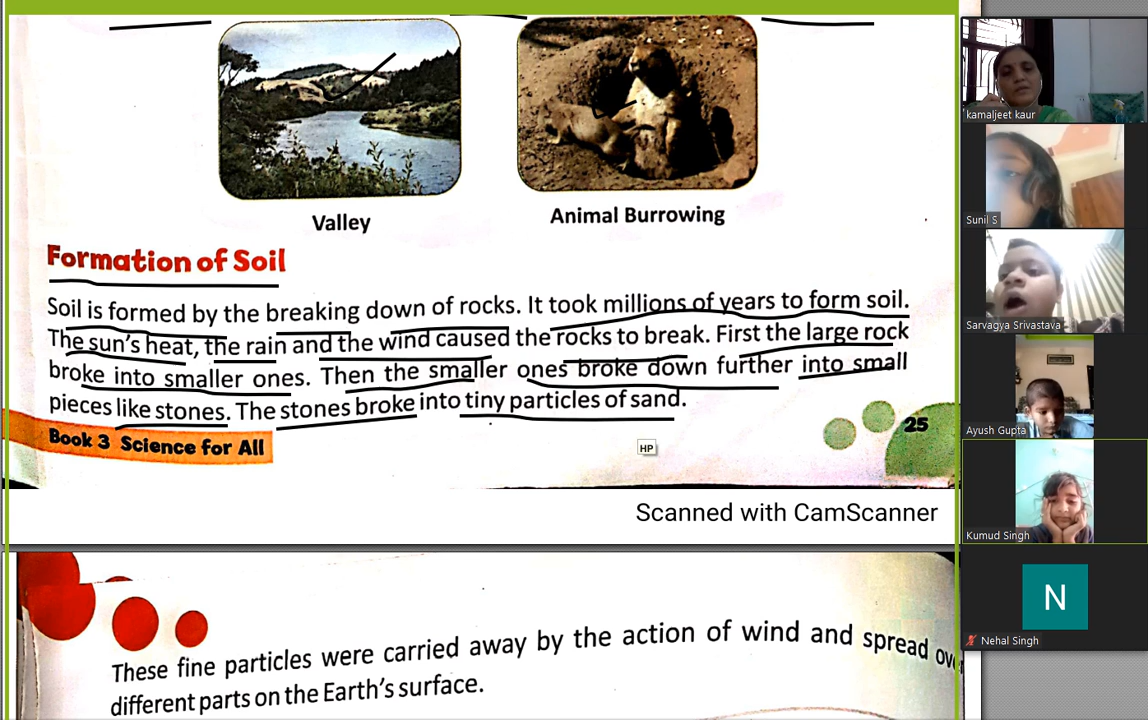 Valley
Animal Burrowing
Formation of Soil
Soil is formed by the breaking down of rocks. It took millions of years to form soil.
The sun's heat, the rain and the wind caused the rocks to break. First the large rock
broke into smaller ones. Then the smaller ones broke down further into small
pieces like stones. The stones broke into tiny particles of sand.
Book 3 Science for All
25
HP
Scanned with CamScanner
These fine particles were carried away by the action of wind and spread over
different parts on the Earth's surface.
kamaljeet kaur
Sunil S
Sarvagya Srivastava
Ayush Gupta
Kumud Singh
N
Nehal Singh